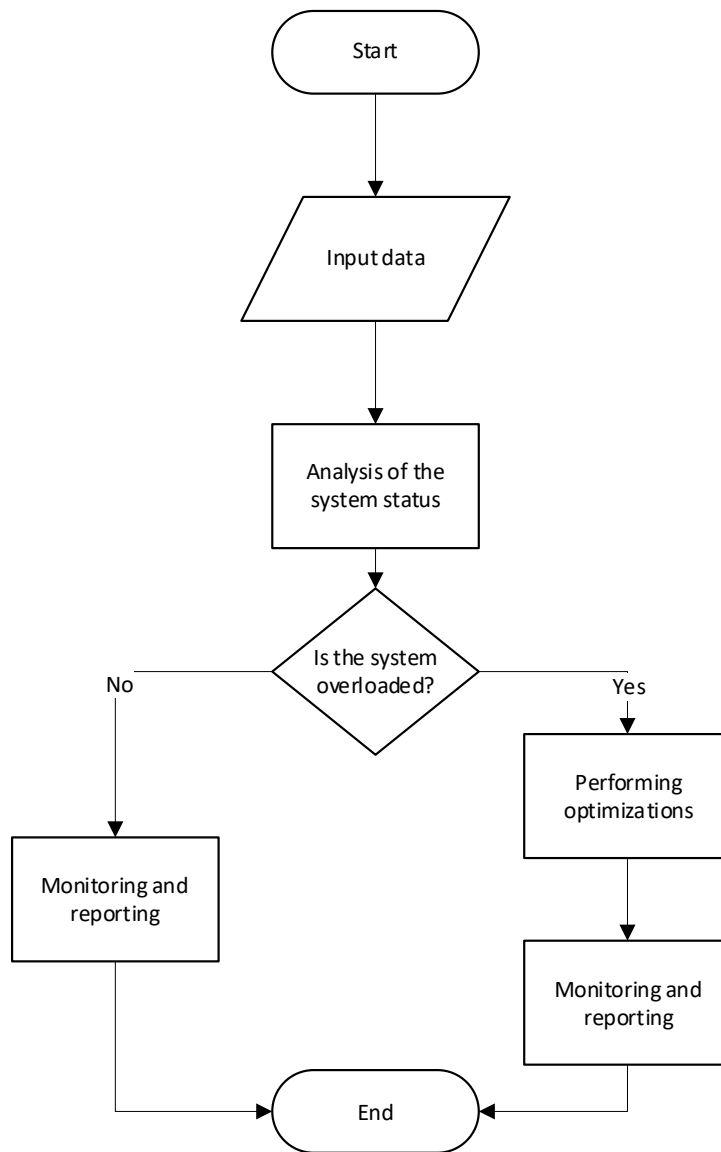 Start
Input data
Analysis of the
system status
Is the system
overloaded?
No
Yes
Performing
optimizations
Monitoring and
reporting
Monitoring and
reporting
End